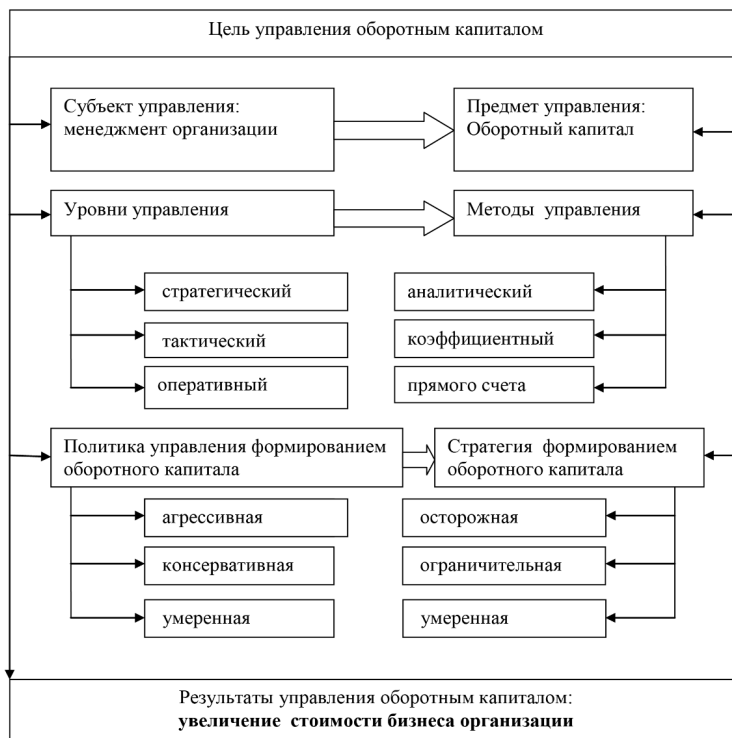 Цель управления оборотным капиталом
Субъект управления:
менеджмент организации
Предмет управления:
Оборотный капитал
Уровни управления
Методы управления
стратегический
аналитический
тактический
коэффициентный
оперативный
прямого счета
Политика управления формированием
оборотного капитала
Стратегия формированием
оборотного капитала
агрессивная
осторожная
консервативная
ограничительная
умеренная
умеренная
Результаты управления оборотным капиталом:
увеличение стоимости бизнеса организации